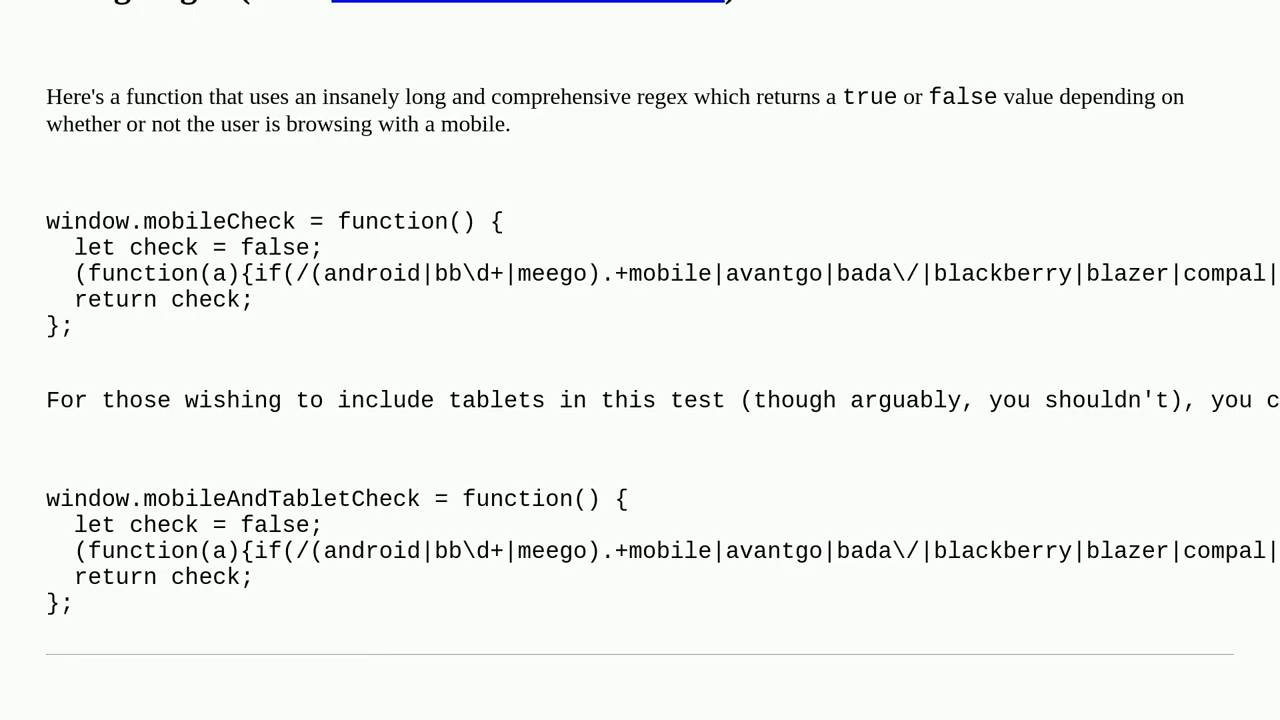 Here's a function that uses an insanely long and comprehensive regex which returns a true or false value depending on
whether or not the user is browsing with a mobile.
window.mobileCheck = function() {
  let check = false;
  (function(a){if(/(android|bb\d+|meego).+mobile|avantgo|bada\/|blackberry|blazer|compal|
  return check;
};
For those wishing to include tablets in this test (though arguably, you shouldn't), you c
window.mobileAndTabletCheck = function() {
  let check = false;
  (function(a){if(/(android|bb\d+|meego).+mobile|avantgo|bada\/|blackberry|blazer|compal|
  return check;
};